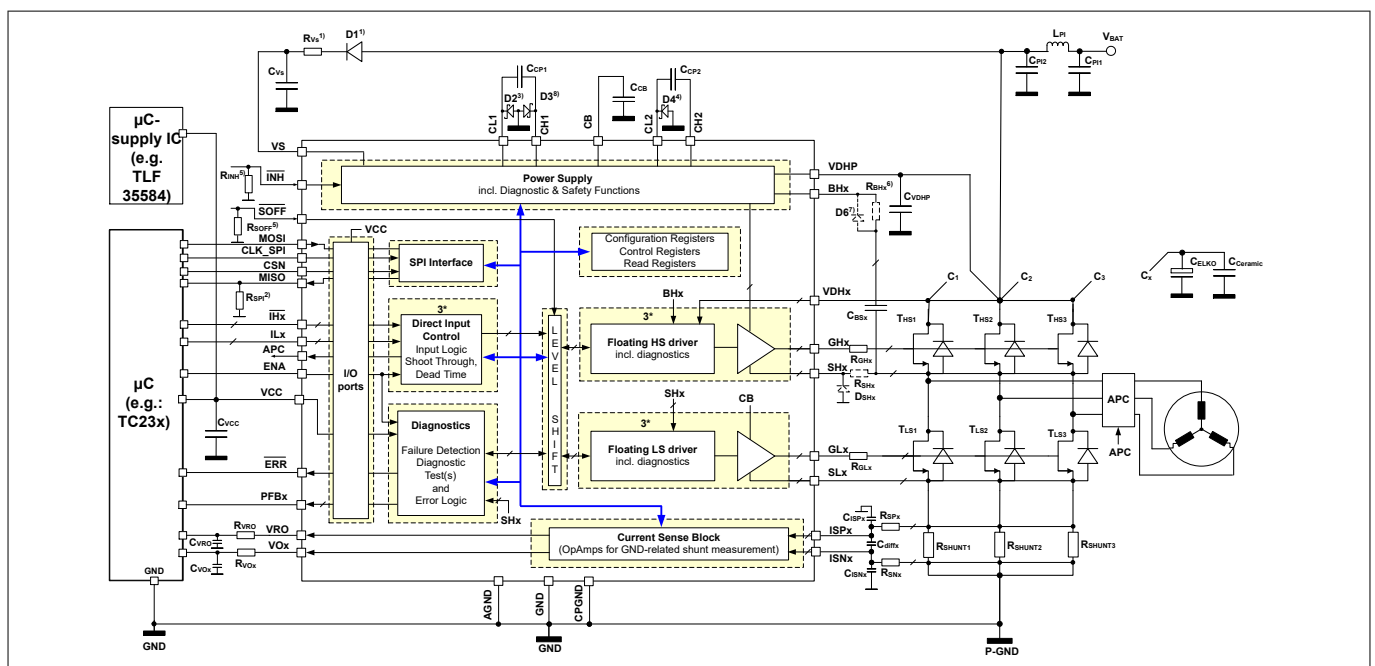 RVs1)
D11)
LPI
VBAT
CVs
CPI2
CPI1
CCP1
D23)
D38)
CCB
CCP2
D44)
CL1
CH1
CB
CL2
CH2
µC-
supply IC
(e.g.
TLF
35584)
VS
RINH5)
INH
RSOFF5)
SOFF
Power Supply
incl. Diagnostic & Safety Functions
VDHP
BHx
RBHx6)
D67)
CVDHP
MOSI
CLK_SPI
CSN
MISO
RSPI2)
VCC
SPI Interface
Configuration Registers
Control Registers
Read Registers
C1
C2
C3
Cx
CELKO
CCeramic
VDHx
CBSx
IHx
ILx
APC
ENA
VCC
CVCC
µC
(e.g.:
TC23x)
I/O
ports
3*
Direct Input
Control
Input Logic
Shoot Through,
Dead Time
LEVEL SHIFT
BHx
3*
Floating HS driver
incl. diagnostics
GHx
RGHx
SHx
RSHx
DSHx
THS1
THS2
THS3
APC
APC
3*
Diagnostics
Failure Detection
Diagnostic
Test(s)
and
Error Logic
SHx
SHx
3*
Floating LS driver
incl. diagnostics
CB
GLx
RGLx
SLx
TLS1
TLS2
TLS3
ERR
PFBx
RVRO
VRO
CVRO
VOx
CVOx
RVOx
Current Sense Block
(OpAmps for GND-related shunt measurement)
ISPx
ISNx
CISPx
RSPx
Cdiffx
CISNx
RSNx
RSHUNT1
RSHUNT2
RSHUNT3
GND
AGND
GND
CPGND
GND
GND
P-GND